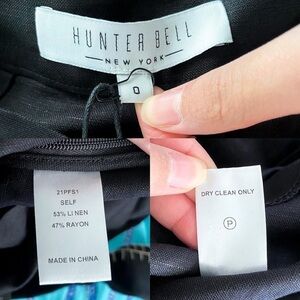 HUNTER BELL
NEW YORK
0
21PFS1
SELF
53% LINEN
47% RAYON
MADE IN CHINA
DRY CLEAN ONLY
P